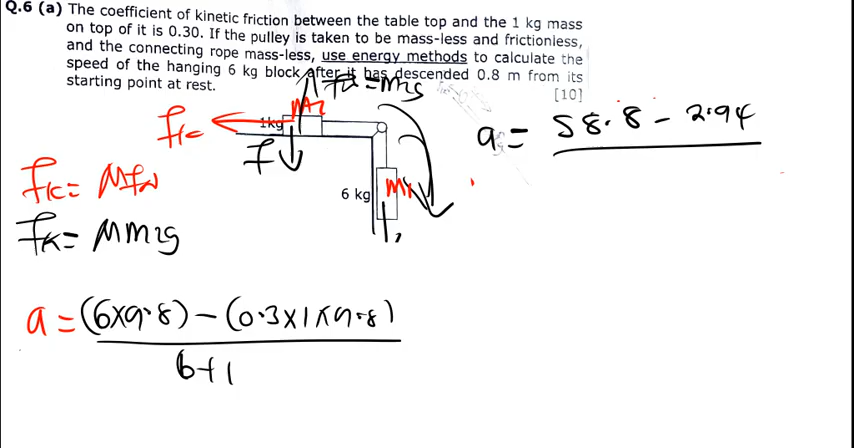 Q.6 (a) The coefficient of kinetic friction between the table top and the 1 kg mass
on top of it is 0.30. If the pulley is taken to be mass-less and frictionless,
and the connecting rope mass-less, use energy methods to calculate the
speed of the hanging 6 kg block after it has descended 0.8 m from its
starting point at rest.
[10]
= m2g
M2
fk
1kg
f
a = 58.8 - 2.94
fk = μfN
6 kg
M1
fk = μm2g
a = (6×9.8) - (0.3×1×9.8)
6+1